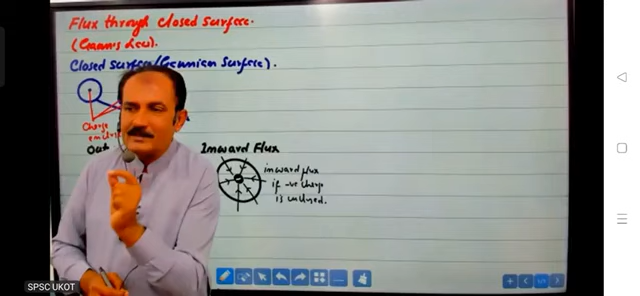 Flux through Closed Surface.
(Gauss's Law).
Closed Surface/Gaussian Surface).
Charge
Out
Inward Flux
inward flux
if -ve charge
is enclosed.
SPSC UKOT